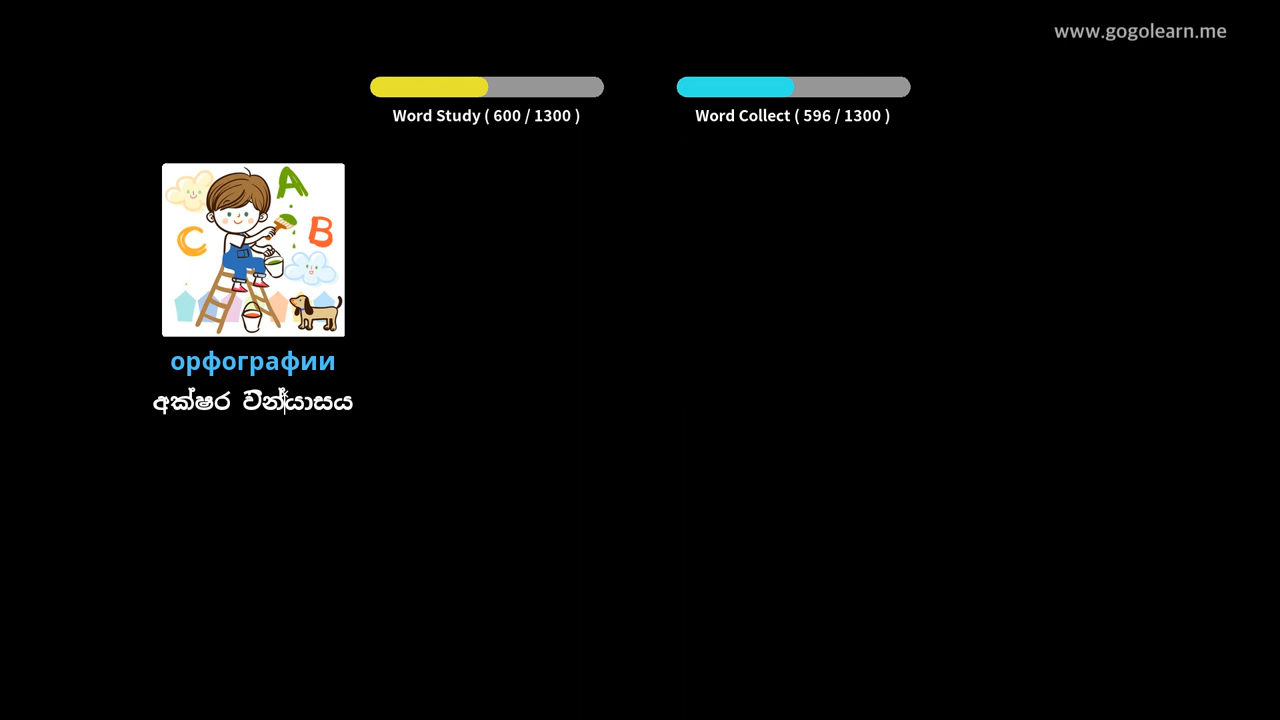 www.gogolearn.me
Word Study ( 600 / 1300 )
Word Collect ( 596 / 1300 )
A
B
C
орфографии
අක්ෂර වින්‍යාසය